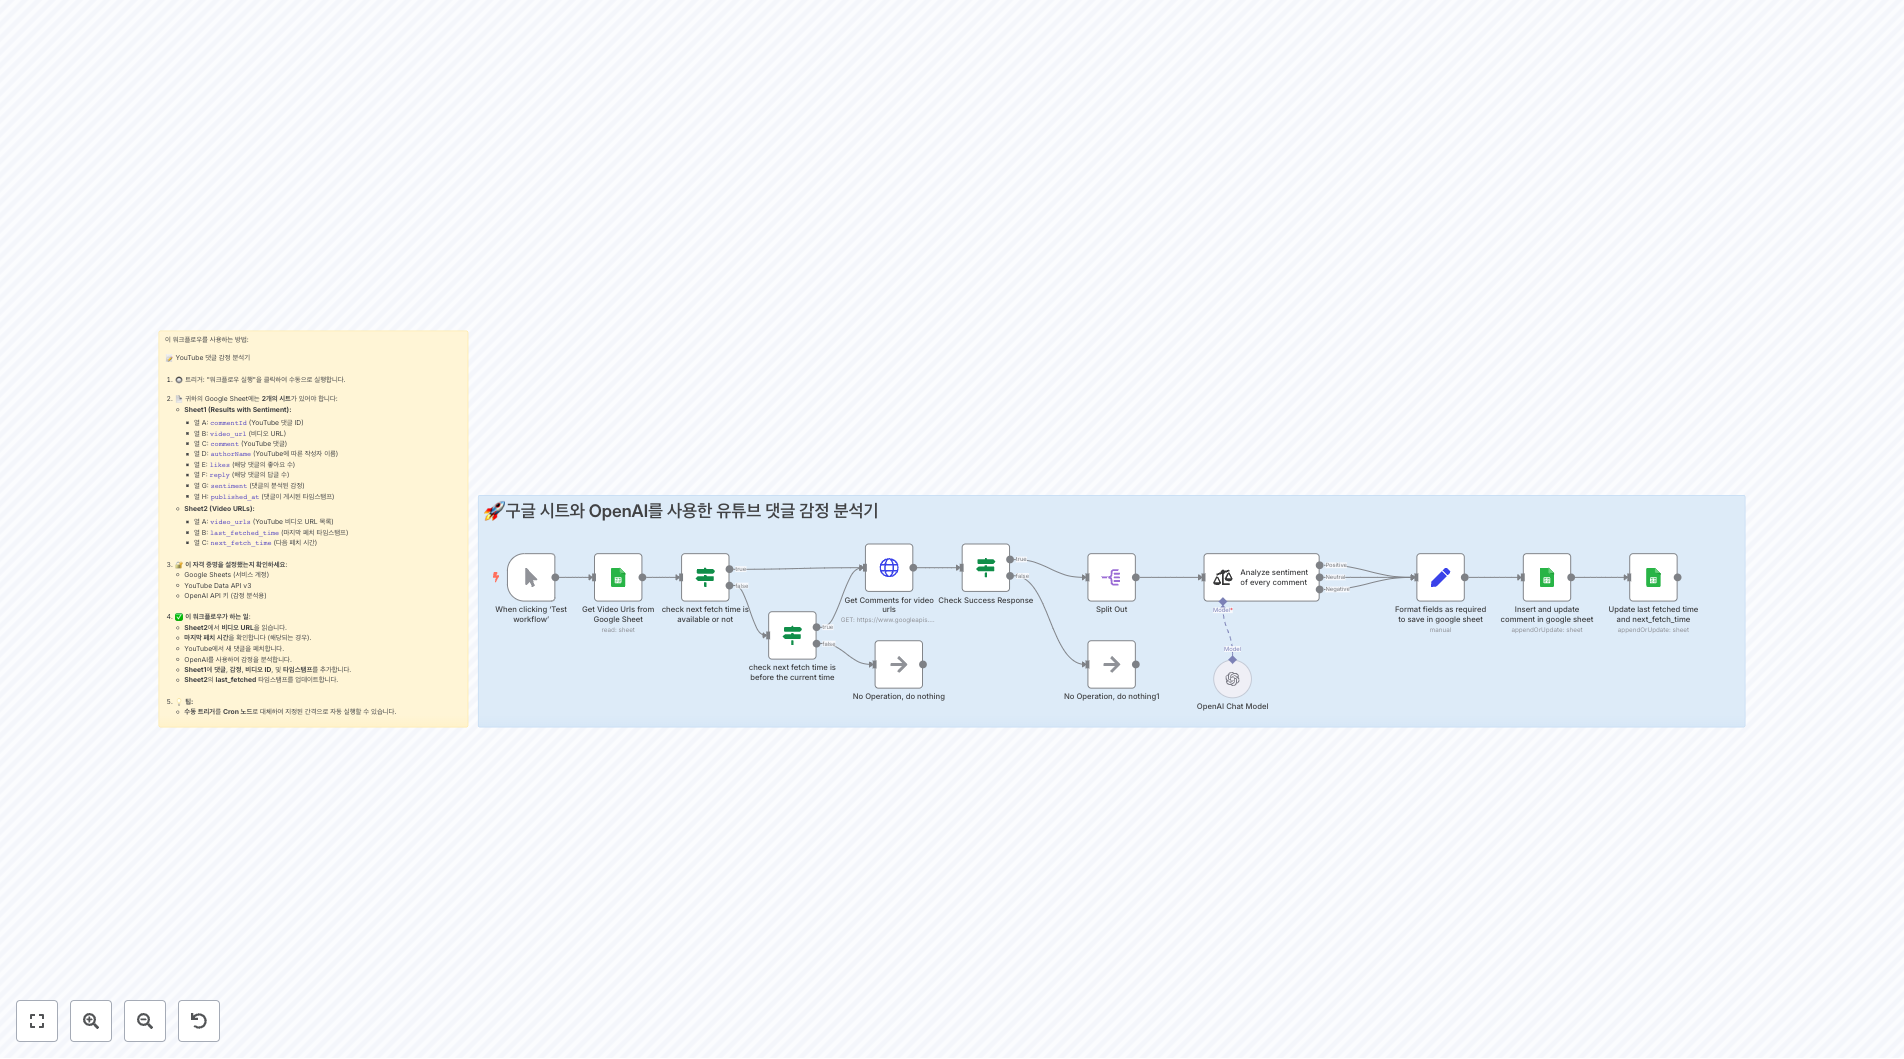 이 워크플로우를 사용하는 방법:
YouTube 댓글 감정 분석기
1. 트리거: "워크플로우 실행"을 클릭하여 수동으로 실행합니다.
2. 귀하의 Google Sheet에는 2개의 시트가 있어야 합니다:
Sheet1 (Results with Sentiment):
열 A: commentId (YouTube 댓글 ID)
열 B: video_url (비디오 URL)
열 C: comment (YouTube 댓글)
열 D: authorName (YouTube에 따른 작성자 이름)
열 E: likes (해당 댓글의 좋아요 수)
열 F: reply (해당 댓글의 답글 수)
열 G: sentiment (댓글의 분석된 감정)
열 H: published_at (댓글이 게시된 타임스탬프)
Sheet2 (Video URLs):
열 A: video_urls (YouTube 비디오 URL 목록)
열 B: last_fetched_time (마지막 페치 타임스탬프)
열 C: next_fetch_time (다음 페치 시간)
3. 이 자격 증명을 설정했는지 확인하세요:
Google Sheets (서비스 계정)
YouTube Data API v3
OpenAI API 키 (감정 분석용)
4. ✅ 이 워크플로우가 하는 일:
Sheet2에서 비디오 URL을 읽습니다.
마지막 페치 시간을 확인합니다 (해당되는 경우).
YouTube에서 새 댓글을 페치합니다.
OpenAI를 사용하여 감정을 분석합니다.
Sheet1에 댓글, 감정, 비디오 ID, 및 타임스탬프를 추가합니다.
Sheet2의 last_fetched 타임스탬프를 업데이트합니다.
5. 팁:
수동 트리거를 Cron 노드로 대체하여 지정된 간격으로 자동 실행할 수 있습니다.
🚀구글 시트와 OpenAI를 사용한 유튜브 댓글 감정 분석기
When clicking ‘Test
workflow’
Get Video Urls from
Google Sheet
read: sheet
check next fetch time is
available or not
true
false
check next fetch time is
before the current time
true
false
Get Comments for video
urls
GET: https://www.googleapis....
No Operation, do nothing
Check Success Response
true
false
Split Out
No Operation, do nothing1
Analyze sentiment
of every comment
Positive
Neutral
Negative
Model*
Model
OpenAI Chat Model
Format fields as required
to save in google sheet
manual
Insert and update
comment in google sheet
appendOrUpdate: sheet
Update last fetched time
and next_fetch_time
appendOrUpdate: sheet